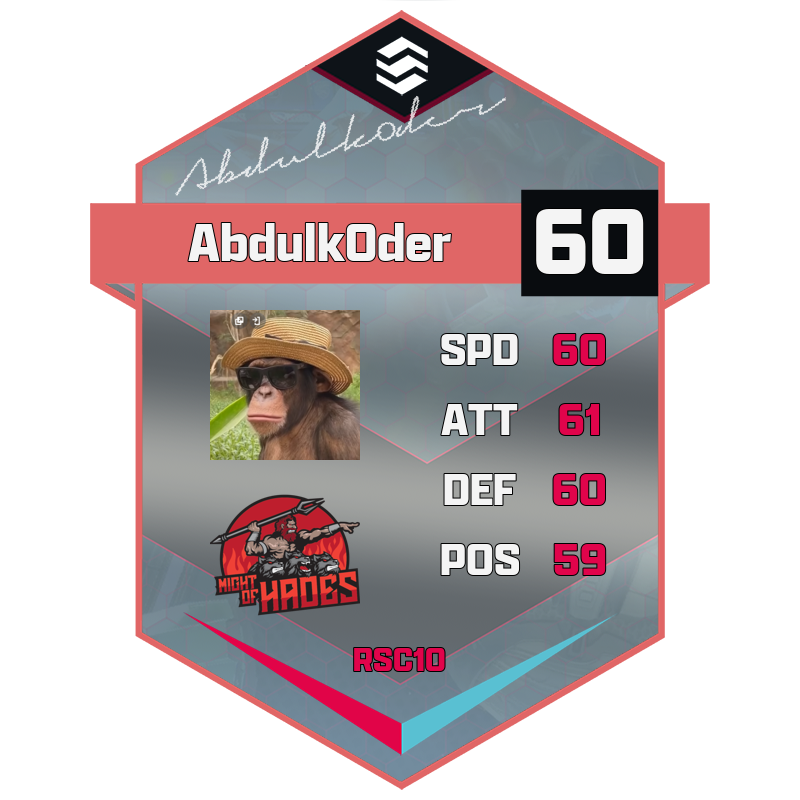 Abdulkoder
AbdulkOder 60
SPD 60
ATT 61
DEF 60
POS 59
MIGHT
OF HADES
RSC10